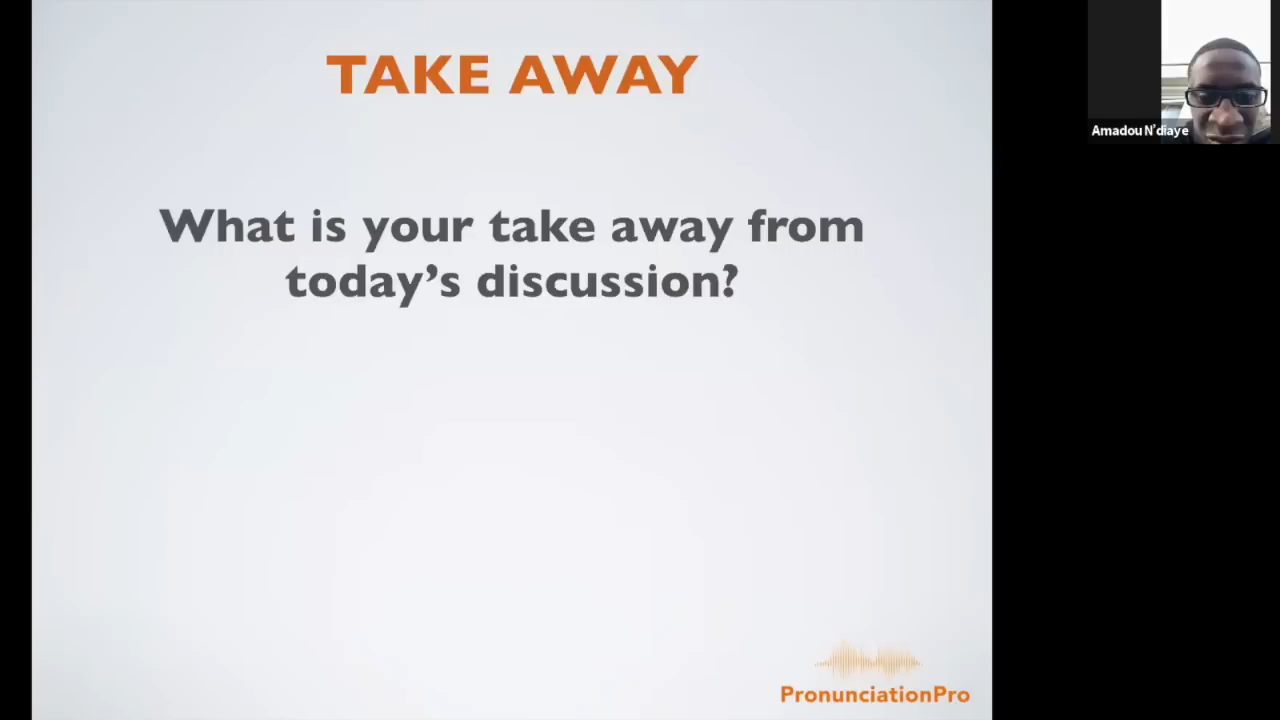 TAKE AWAY
What is your take away from
today’s discussion?
Amadou N'diaye
PronunciationPro